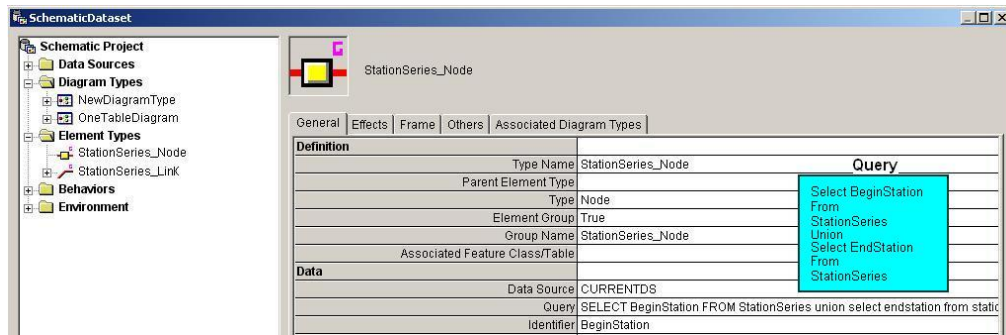 SchematicDataset
Schematic Project
Data Sources
Diagram Types
NewDiagramType
OneTableDiagram
Element Types
StationSeries_Node
StationSeries_Link
Behaviors
Environment
G
StationSeries_Node
General Effects Frame Others Associated Diagram Types
Definition
Type Name StationSeries_Node
Parent Element Type
Type Node
Element Group True
Group Name StationSeries_Node
Associated Feature Class/Table
Data
Data Source CURRENTDS
Query SELECT BeginStation FROM StationSeries union select endstation from static
Identifier BeginStation
Query
Select BeginStation
From
StationSeries
Union
Select EndStation
From
StationSeries